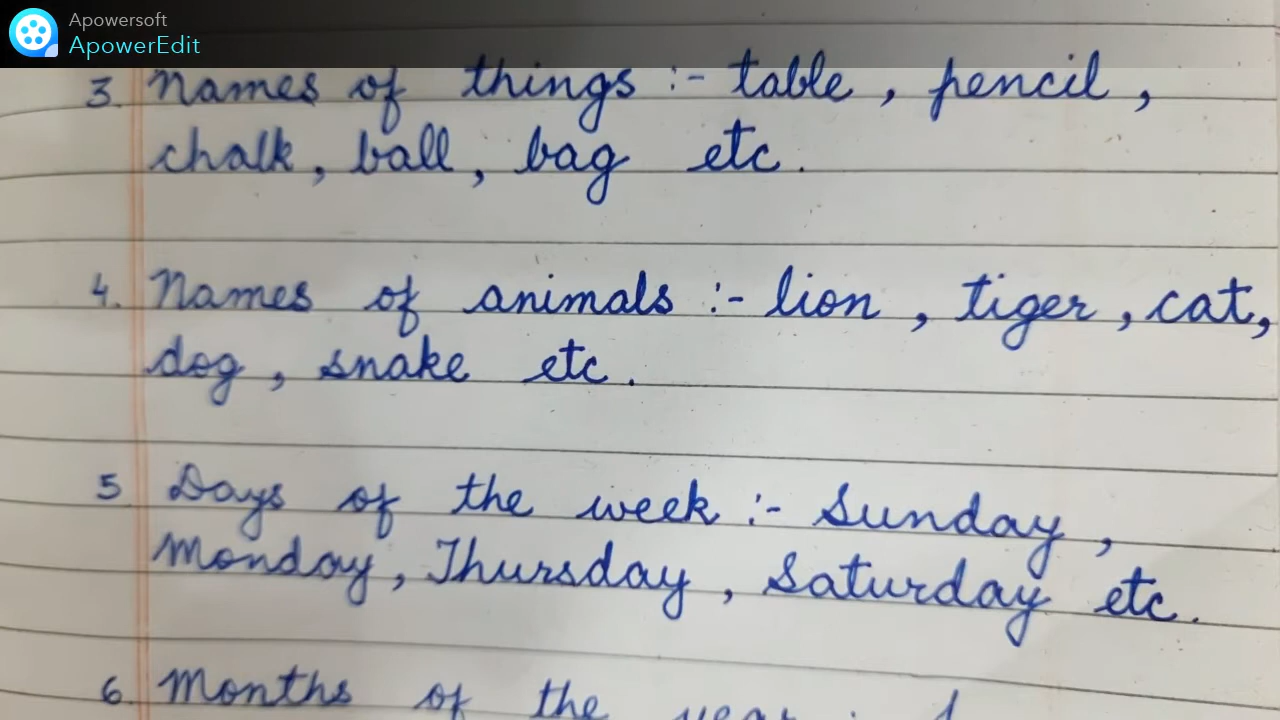 Apowersoft
ApowerEdit
3. Names of things :- table , pencil ,
chalk , ball , bag etc .
4. Names of animals :- lion , tiger , cat,
dog , snake etc .
5 Days of the week :- Sunday ,
Monday , Thursday , Saturday etc .
6. Months of the year :-